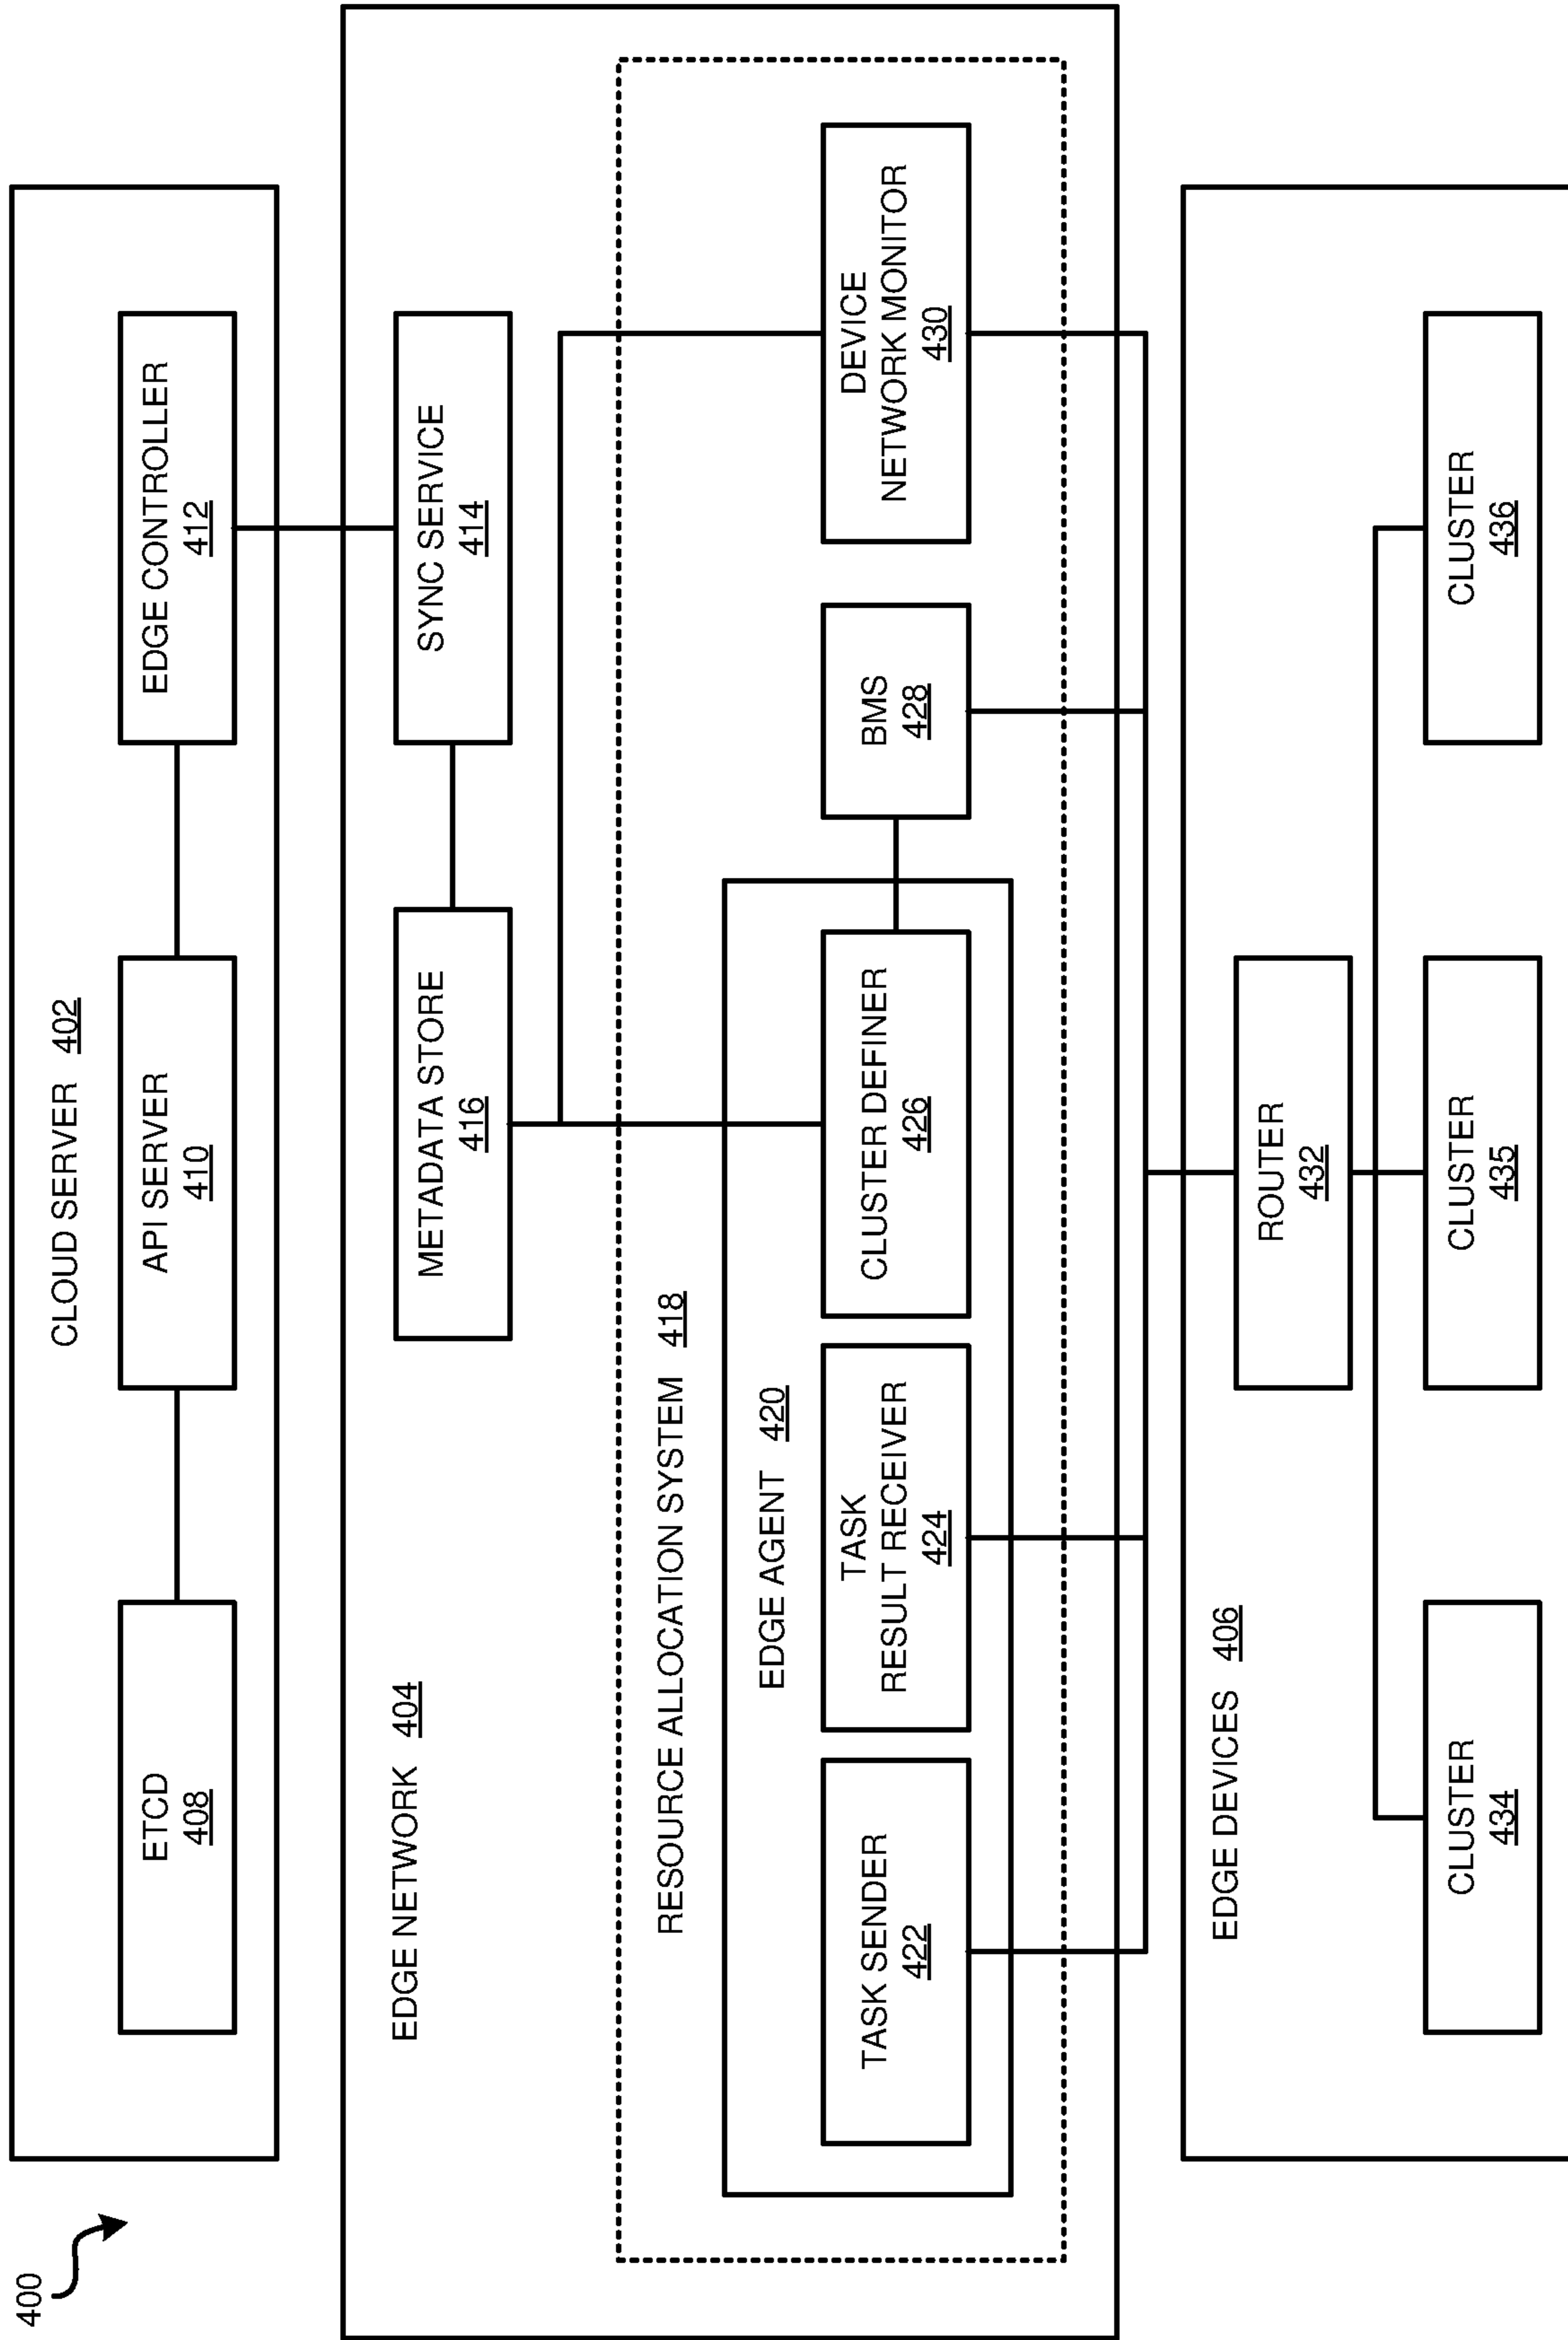 400
CLOUD SERVER 402
ETCD
408
API SERVER
410
EDGE CONTROLLER
412
EDGE NETWORK 404
METADATA STORE
416
SYNC SERVICE
414
RESOURCE ALLOCATION SYSTEM 418
EDGE AGENT 420
TASK SENDER
422
TASK
RESULT RECEIVER
424
CLUSTER DEFINER
426
BMS
428
DEVICE
NETWORK MONITOR
430
EDGE DEVICES 406
ROUTER
432
CLUSTER
434
CLUSTER
435
CLUSTER
436